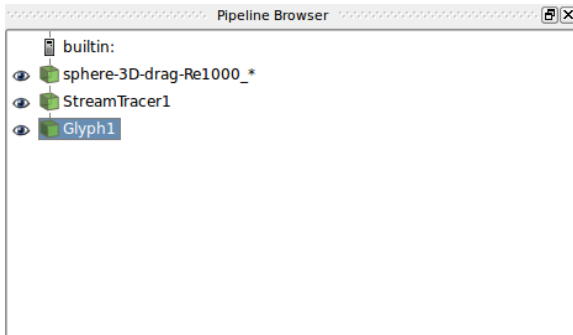 Pipeline Browser
builtin:
sphere-3D-drag-Re1000_*
StreamTracer1
Glyph1